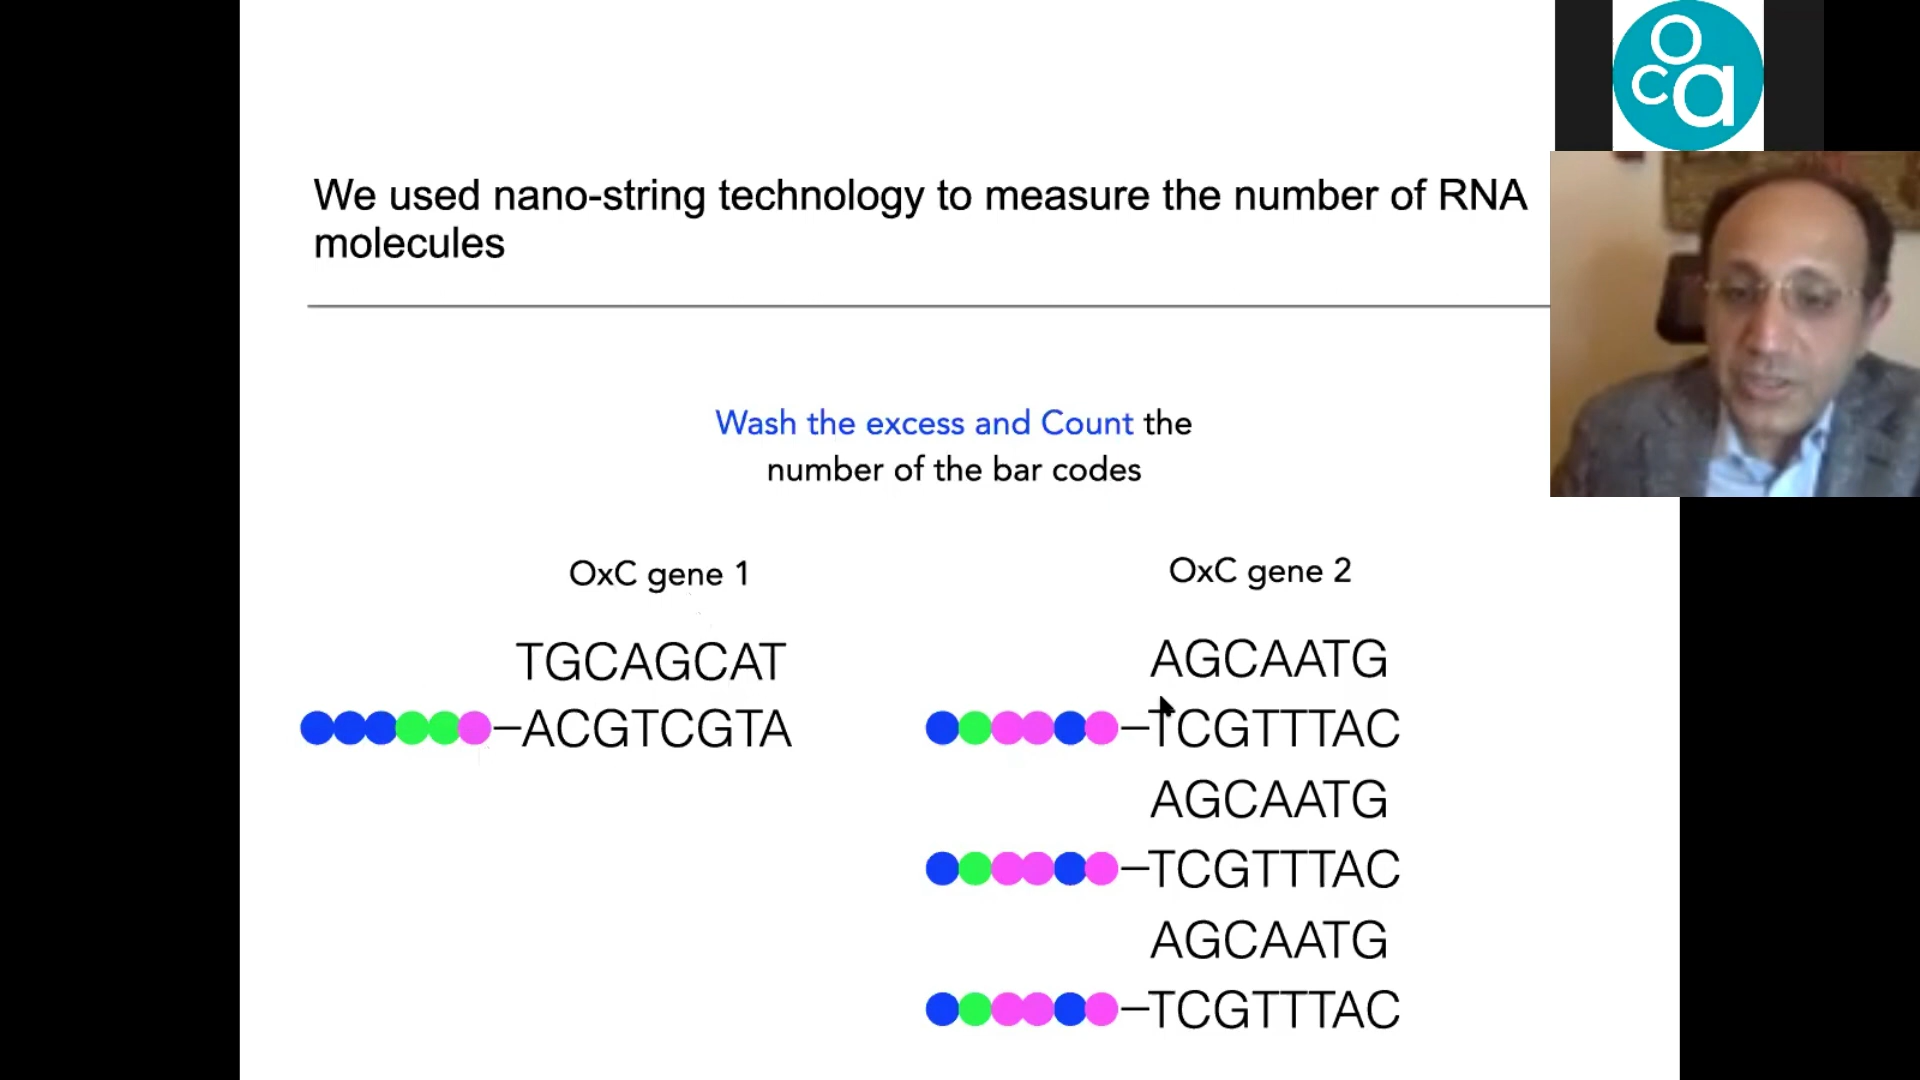 We used nano-string technology to measure the number of RNA
molecules
oca
Wash the excess and Count the
number of the bar codes
OxC gene 1
TGCAGCAT
ACGTCGTA
OxC gene 2
AGCAATG
TCGTTTAC
AGCAATG
TCGTTTAC
AGCAATG
TCGTTTAC